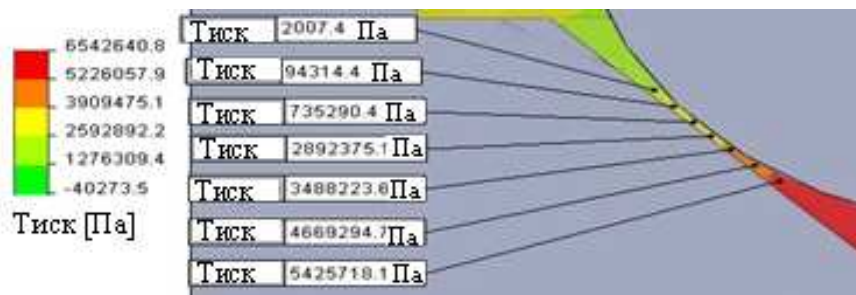 6542640.8
5226057.9
3909475.1
2592892.2
1276309.4
-40273.5
Тиск [Па]
Тиск 2007.4 Па
Тиск 94314.4 Па
Тиск 735290.4 Па
Тиск 2892375.1 Па
Тиск 3488223.6 Па
Тиск 4669294.7 Па
Тиск 5425718.1 Па